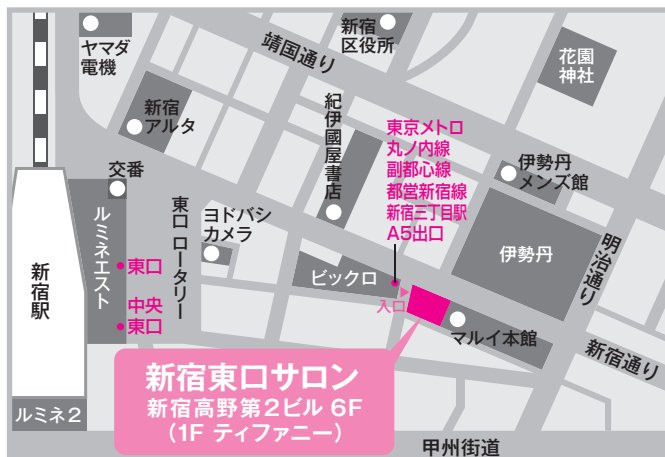 ヤマダ
電機
新宿
区役所
靖国通り
花園
神社
新宿
アルタ
紀伊國屋書店
東京メトロ
丸ノ内線
副都心線
都営新宿線
新宿三丁目駅
A5出口
伊勢丹
メンズ館
交番
ルミネエスト
東口 ロータリー
ヨドバシ
カメラ
伊勢丹
明治通り
新宿駅
東口
中央
東口
ビックロ
入口
マルイ本館
新宿通り
新宿東口サロン
新宿高野第2ビル 6F
（1F ティファニー）
ルミネ2
甲州街道